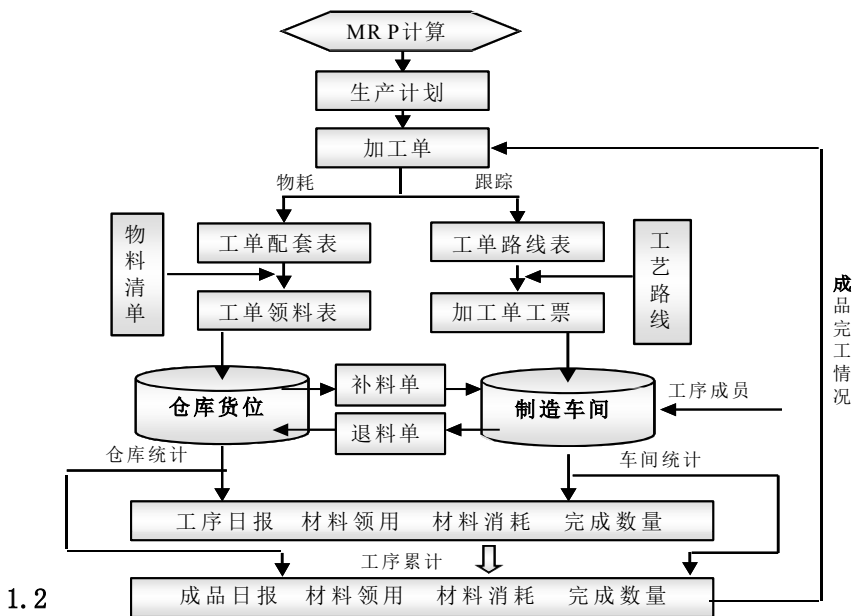 MRP计算
生产计划
加工单
物耗 跟踪
物料清单
工单配套表
工单路线表
工艺路线
工单领料表
加工单工票
成品完工情况
补料单
仓库货位
制造车间
工序成员
退料单
仓库统计
车间统计
工序日报 材料领用 材料消耗 完成数量
工序累计
1.2
成品日报 材料领用 材料消耗 完成数量